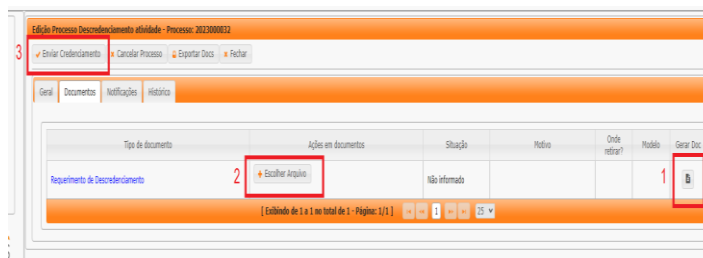 Edição Processo Descredenciamento atividade - Processo: 2023000032
3 Enviar Credenciamento Cancelar Processo Exportar Docs Fechar
Geral Documentos Notificações Histórico
Tipo de documento Ações em documentos Situação Motivo Onde retirar? Modelo Gerar Doc
Requerimento de Descredenciamento 2 Escolher Arquivo Não informado 1
[ Exibindo de 1 a 1 no total de 1 - Página: 1/1 ] 1 25